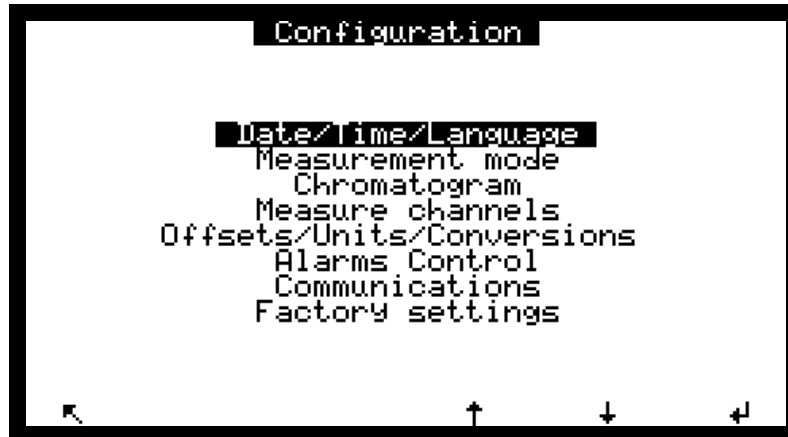 Configuration
Date/Time/Language
Measurement mode
Chromatogram
Measure channels
Offsets/Units/Conversions
Alarms Control
Communications
Factory settings